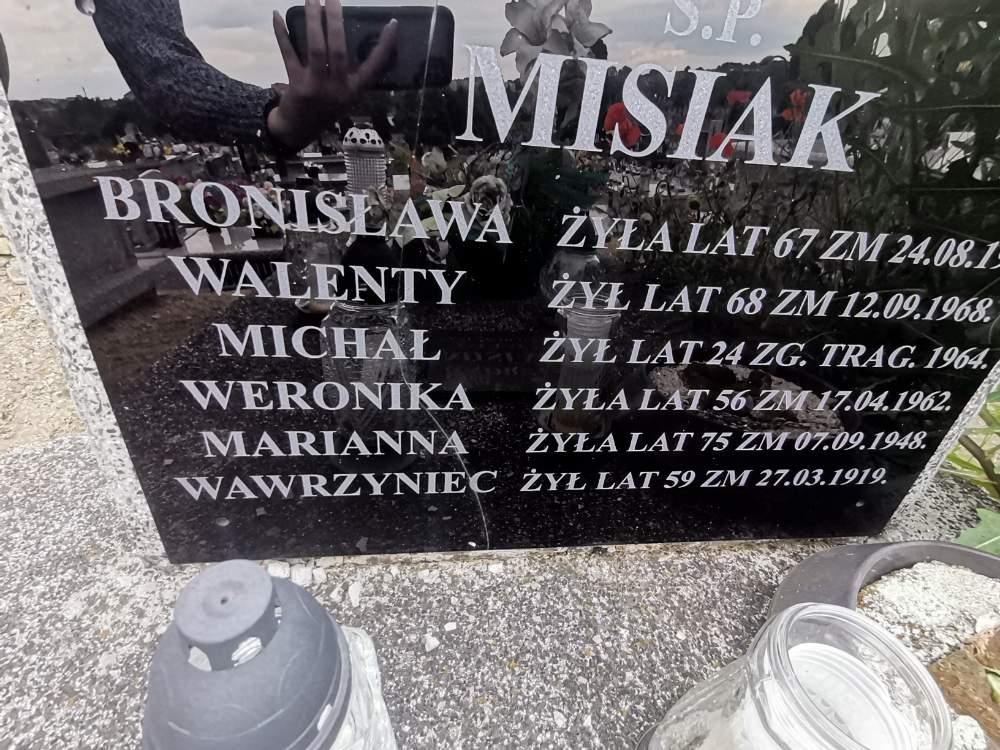 Ś.P.
MISIAK
BRONISŁAWA ŻYŁA LAT 67 ZM 24.08.1
WALENTY ŻYŁ LAT 68 ZM 12.09.1968.
MICHAŁ ŻYŁ LAT 24 ZG. TRAG. 1964.
WERONIKA ŻYŁA LAT 56 ZM 17.04.1962.
MARIANNA ŻYŁA LAT 75 ZM 07.09.1948.
WAWRZYNIEC ŻYŁ LAT 59 ZM 27.03.1919.